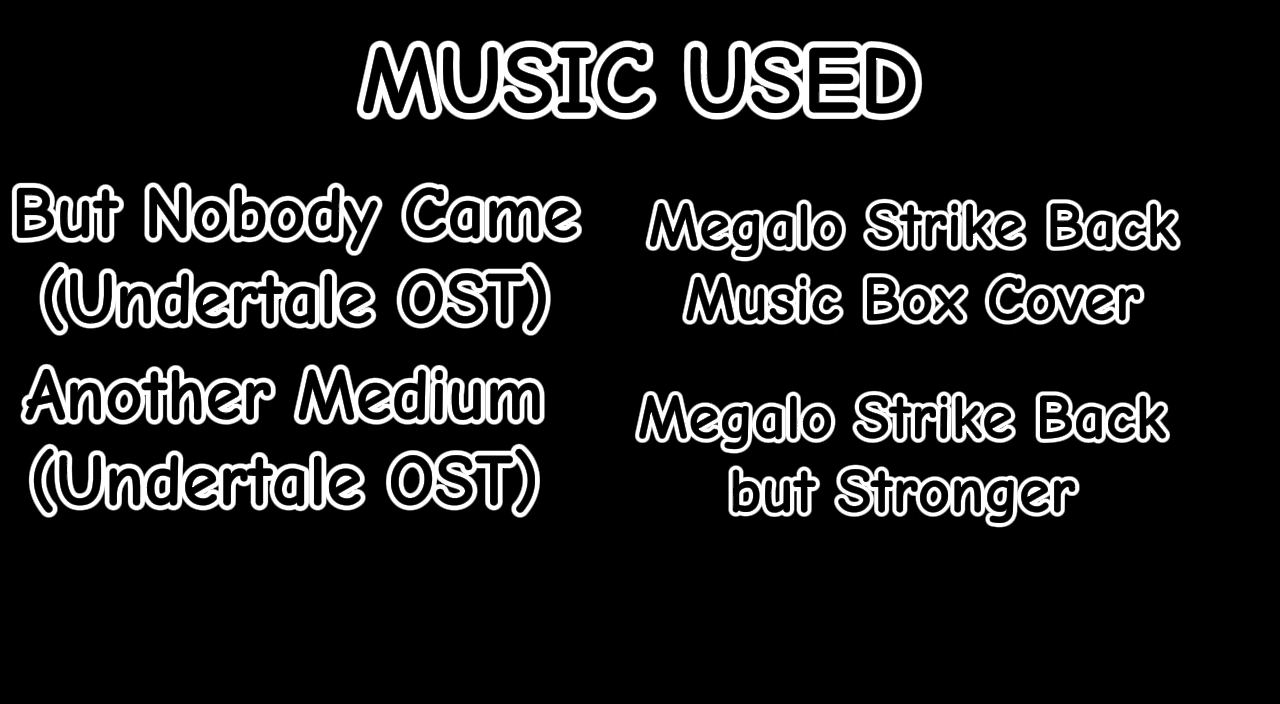 MUSIC USED
But Nobody Came
(Undertale OST)
Another Medium
(Undertale OST)
Megalo Strike Back
Music Box Cover
Megalo Strike Back
but Stronger